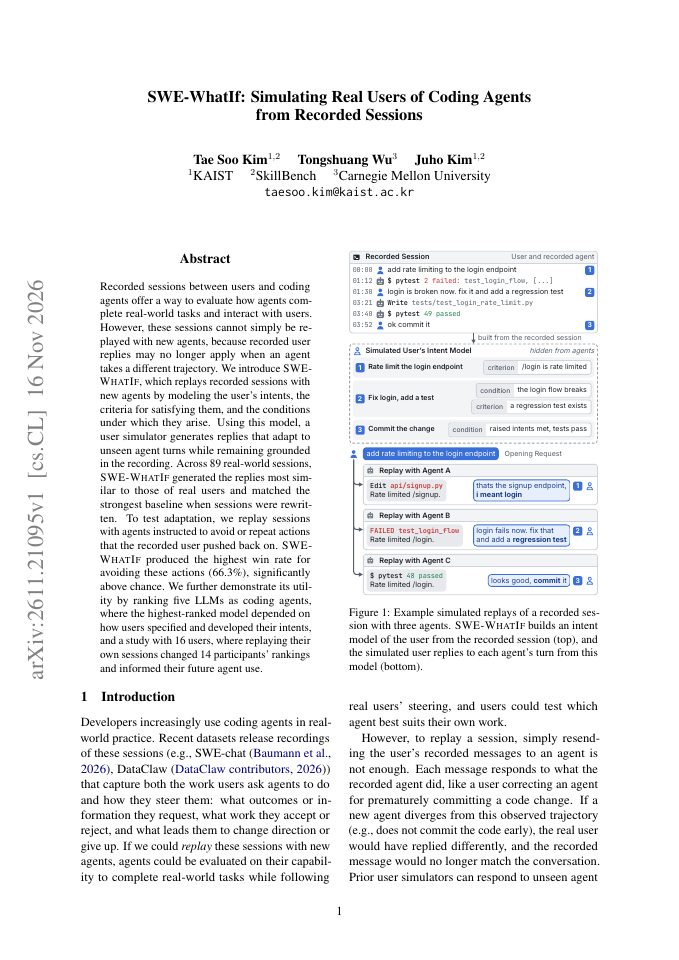 SWE-WhatIf: Simulating Real Users of Coding Agents
from Recorded Sessions
Tae Soo Kim1,2 Tongshuang Wu3 Juho Kim1,2
1KAIST 2SkillBench 3Carnegie Mellon University
taesoo.kim@kaist.ac.kr
arXiv:2611.21095v1 [cs.CL] 16 Nov 2026
Abstract
Recorded sessions between users and coding
agents offer a way to evaluate how agents com-
plete real-world tasks and interact with users.
However, these sessions cannot simply be re-
played with new agents, because recorded user
replies may no longer apply when an agent
takes a different trajectory. We introduce SWE-
WHATIF, which replays recorded sessions with
new agents by modeling the user's intents, the
criteria for satisfying them, and the conditions
under which they arise. Using this model, a
user simulator generates replies that adapt to
unseen agent turns while remaining grounded
in the recording. Across 89 real-world sessions,
SWE-WHATIF generated the replies most sim-
ilar to those of real users and matched the
strongest baseline when sessions were rewrit-
ten. To test adaptation, we replay sessions
with agents instructed to avoid or repeat actions
that the recorded user pushed back on. SWE-
WHATIF produced the highest win rate for
avoiding these actions (66.3%), significantly
above chance. We further demonstrate its util-
ity by ranking five LLMs as coding agents,
where the highest-ranked model depended on
how users specified and developed their intents,
and a study with 16 users, where replaying their
own sessions changed 14 participants' rankings
and informed their future agent use.
1 Introduction
Developers increasingly use coding agents in real-
world practice. Recent datasets release recordings
of these sessions (e.g., SWE-chat (Baumann et al.,
2026), DataClaw (DataClaw contributors, 2026))
that capture both the work users ask agents to do
and how they steer them: what outcomes or in-
formation they request, what work they accept or
reject, and what leads them to change direction or
give up. If we could replay these sessions with new
agents, agents could be evaluated on their capabil-
ity to complete real-world tasks while following
Recorded Session User and recorded agent
00:00 add rate limiting to the login endpoint 1
01:12 $ pytest 2 failed: test_login_flow, [...]
01:38 login is broken now. fix it and add a regression test 2
03:21 Write tests/test_login_rate_limit.py
03:48 $ pytest 49 passed
03:52 ok commit it 3
built from the recorded session
Simulated User's Intent Model hidden from agents
1 Rate limit the login endpoint criterion /login is rate limited
2 Fix login, add a test condition the login flow breaks
criterion a regression test exists
3 Commit the change condition raised intents met, tests pass
add rate limiting to the login endpoint Opening Request
Replay with Agent A
Edit api/signup.py
Rate limited /signup.
thats the signup endpoint,
i meant login
1
Replay with Agent B
FAILED test_login_flow
Rate limited /login.
login fails now. fix that
and add a regression test
2
Replay with Agent C
$ pytest 48 passed
Rate limited /login.
looks good, commit it 3
Figure 1: Example simulated replays of a recorded ses-
sion with three agents. SWE-WHATIF builds an intent
model of the user from the recorded session (top), and
the simulated user replies to each agent's turn from this
model (bottom).
real users' steering, and users could test which
agent best suits their own work.
However, to replay a session, simply resend-
ing the user's recorded messages to an agent is
not enough. Each message responds to what the
recorded agent did, like a user correcting an agent
for prematurely committing a code change. If a
new agent diverges from this observed trajectory
(e.g., does not commit the code early), the real user
would have replied differently, and the recorded
message would no longer match the conversation.
Prior user simulators can respond to unseen agent
1